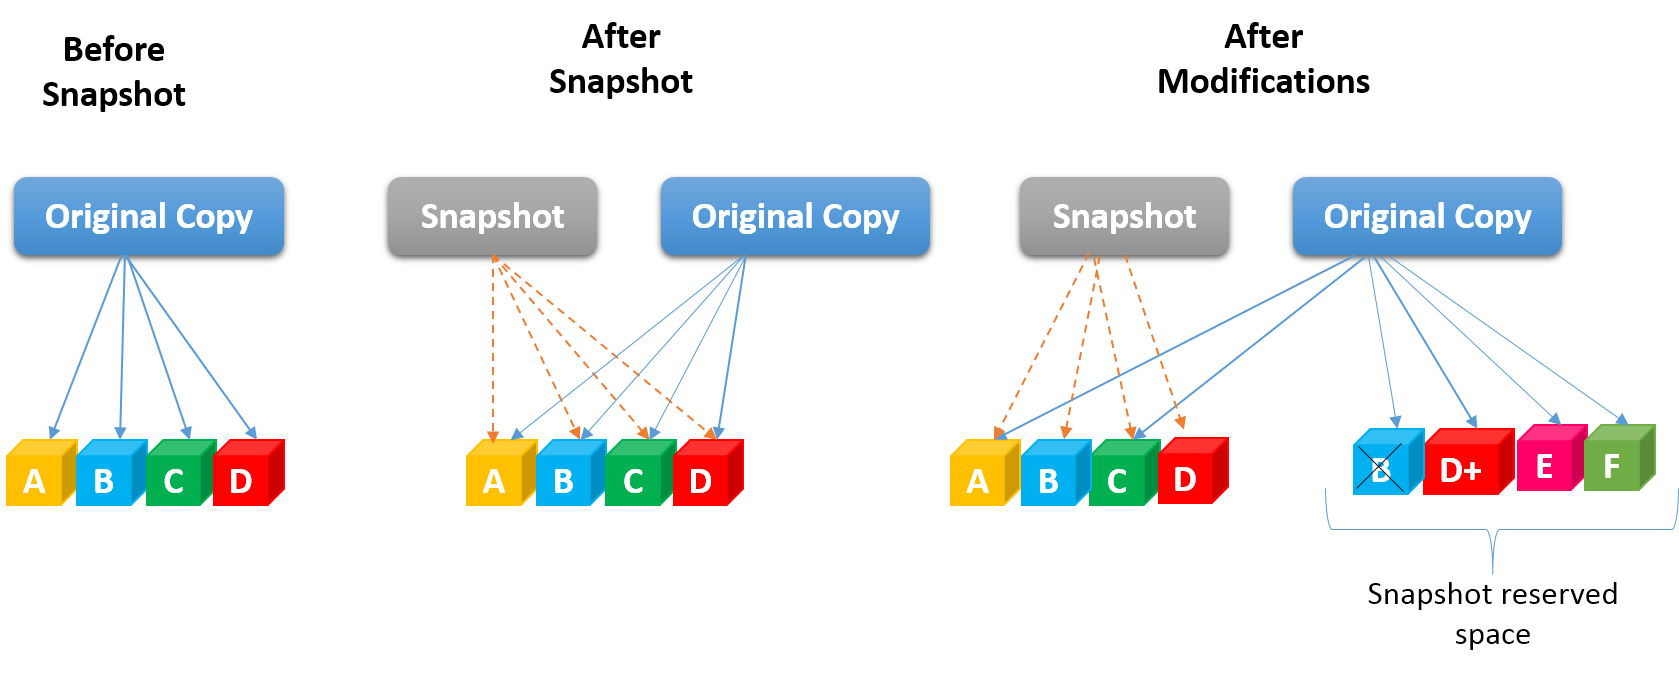 Before
Snapshot
After
Snapshot
After
Modifications
Original Copy
Snapshot
Original Copy
Snapshot
Original Copy
A B C D
A B C D
A B C D
B D+ E F
Snapshot reserved
space